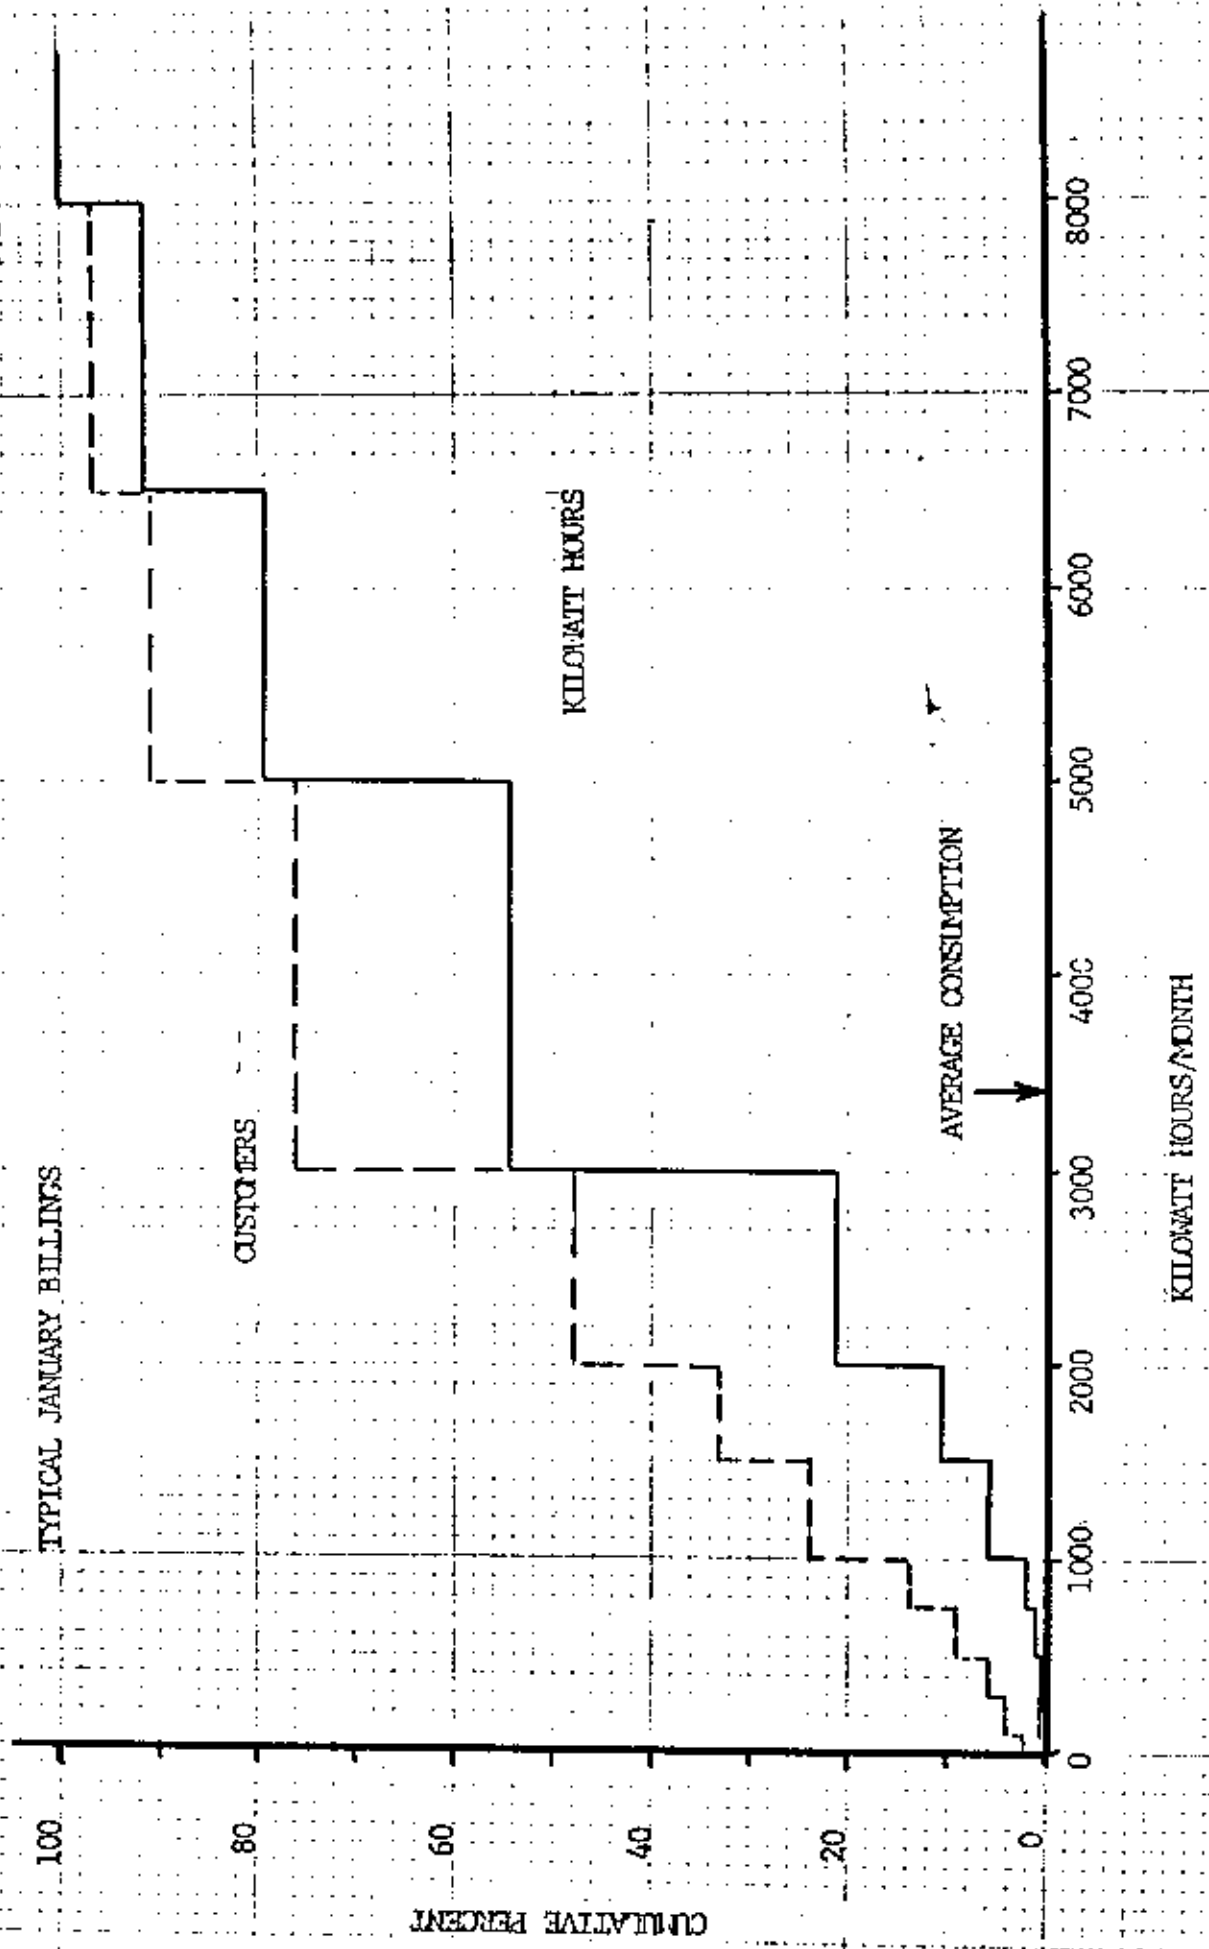 TYPICAL JANUARY BILLINGS
CUSTOMERS
KILOWATT HOURS
AVERAGE CONSUMPTION
CUMULATIVE PERCENT
100
80
60
40
20
0
0
1000
2000
3000
4000
5000
6000
7000
8000
KILOWATT HOURS/MONTH